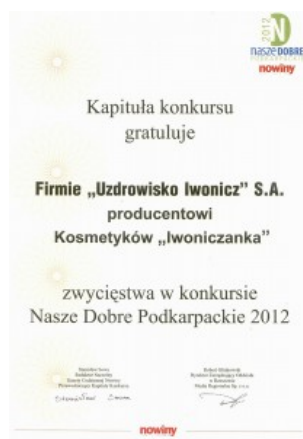 2012
N
nasze DOBRE
PODKARPACKIE
nowiny
Kapituła konkursu
gratuluje
Firmie „Uzdrowisko Iwonicz" S.A.
producentowi
Kosmetyków „Iwoniczanka"
zwycięstwa w konkursie
Nasze Dobre Podkarpackie 2012
nowiny